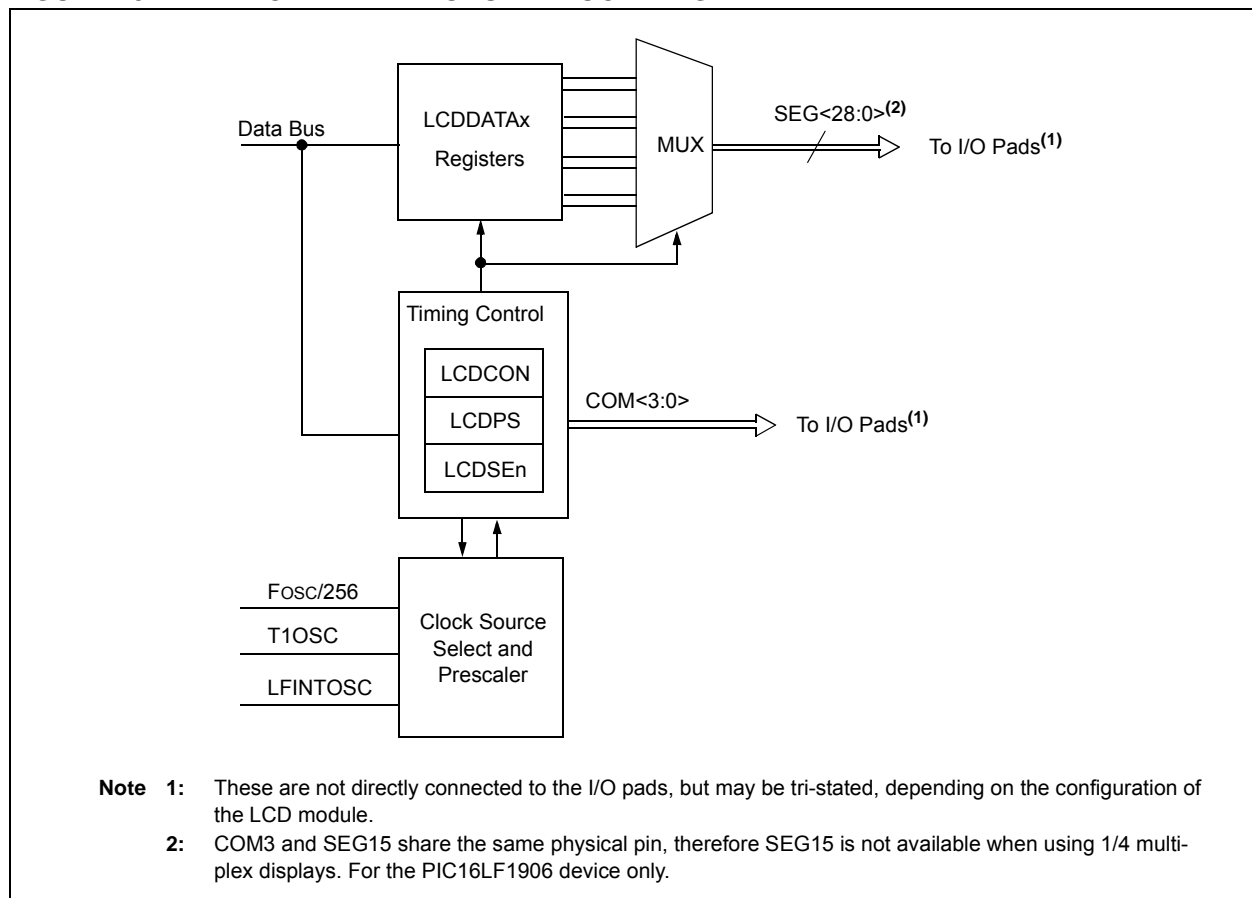 LCDDATAx
Registers
MUX
Data Bus
SEG<28:0>(2)
To I/O Pads(1)
Timing Control
LCDCON
LCDPS
LCDSEn
COM<3:0>
To I/O Pads(1)
FOSC/256
T1OSC
LFINTOSC
Clock Source
Select and
Prescaler
Note 1: These are not directly connected to the I/O pads, but may be tri-stated, depending on the configuration of
the LCD module.
2: COM3 and SEG15 share the same physical pin, therefore SEG15 is not available when using 1/4 multi-
plex displays. For the PIC16LF1906 device only.